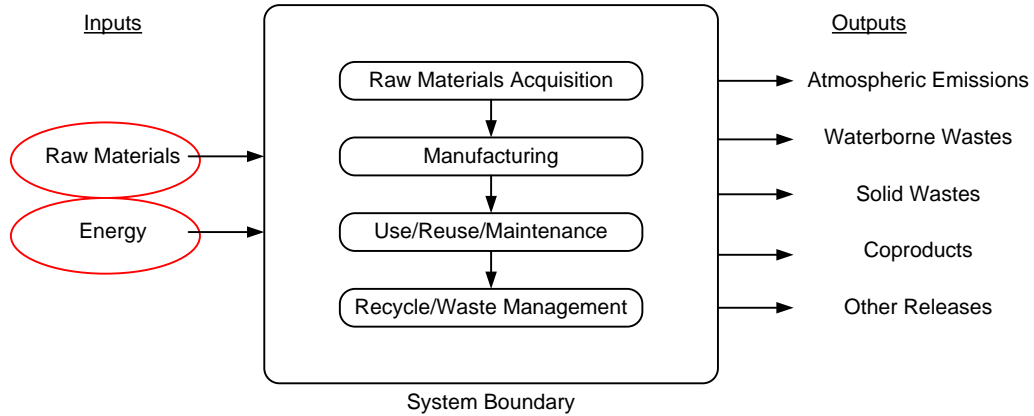 Inputs
Outputs
Raw Materials Acquisition
Atmospheric Emissions
Raw Materials
Manufacturing
Waterborne Wastes
Solid Wastes
Energy
Use/Reuse/Maintenance
Coproducts
Recycle/Waste Management
Other Releases
System Boundary